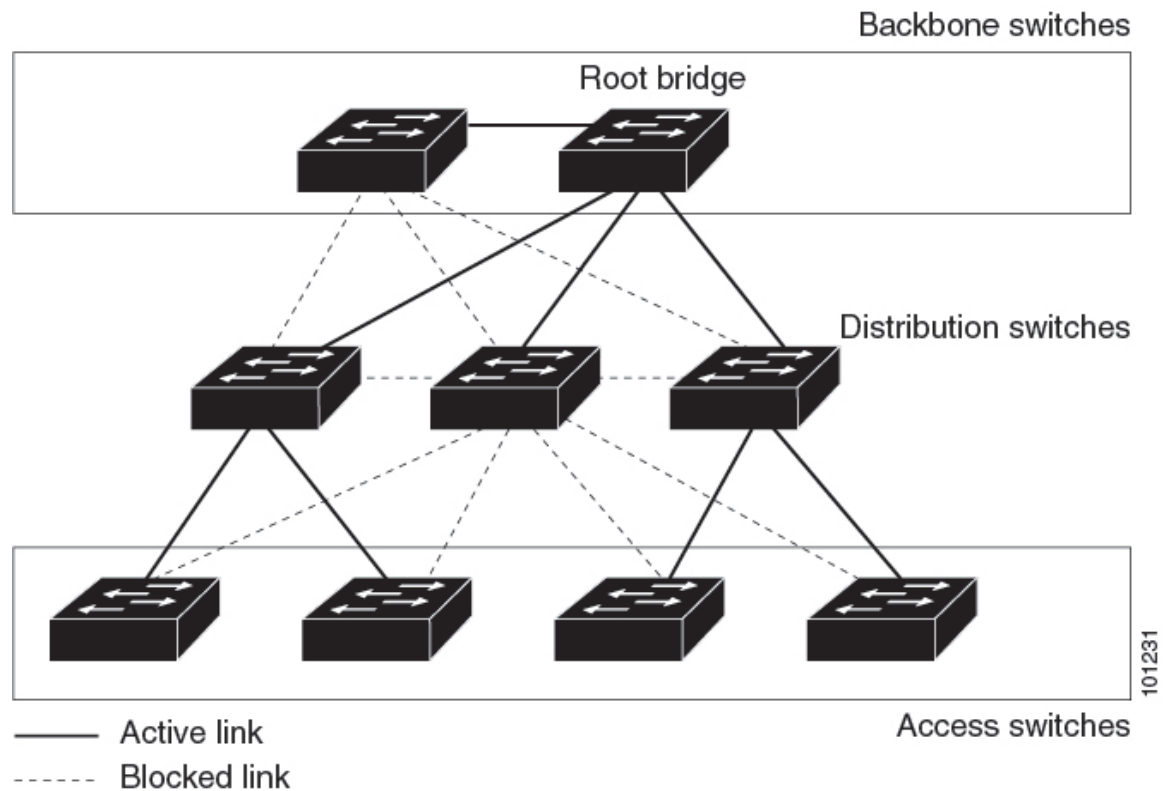 Backbone switches
Root bridge
Distribution switches
101231
Access switches
Active link
Blocked link